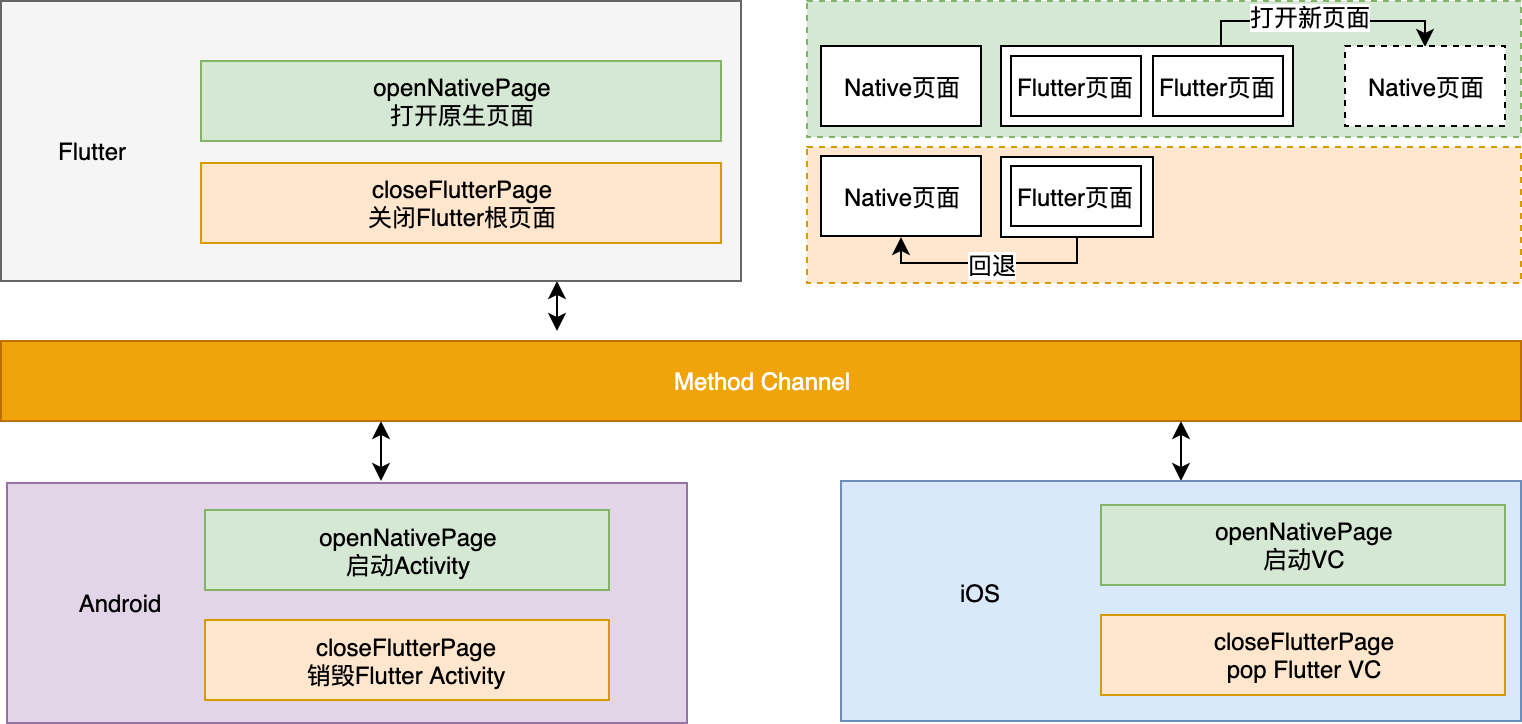 Flutter
openNativePage
打开原生页面
closeFlutterPage
关闭Flutter根页面
打开新页面
Native页面
Flutter页面
Flutter页面
Native页面
Native页面
Flutter页面
回退
Method Channel
Android
openNativePage
启动Activity
closeFlutterPage
销毁Flutter Activity
iOS
openNativePage
启动VC
closeFlutterPage
pop Flutter VC